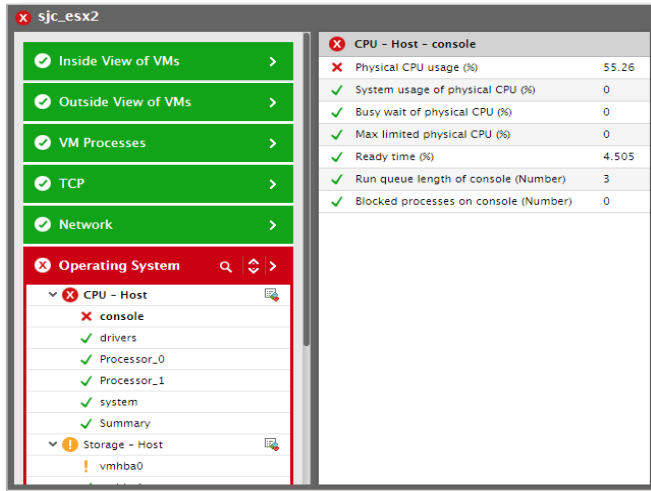 sjc_esx2
Inside View of VMs
Outside View of VMs
VM Processes
TCP
Network
Operating System
CPU - Host
console
drivers
Processor_0
Processor_1
system
Summary
Storage - Host
vmhba0
CPU - Host - console
Physical CPU usage (%) 55.26
System usage of physical CPU (%) 0
Busy wait of physical CPU (%) 0
Max limited physical CPU (%) 0
Ready time (%) 4.505
Run queue length of console (Number) 3
Blocked processes on console (Number) 0